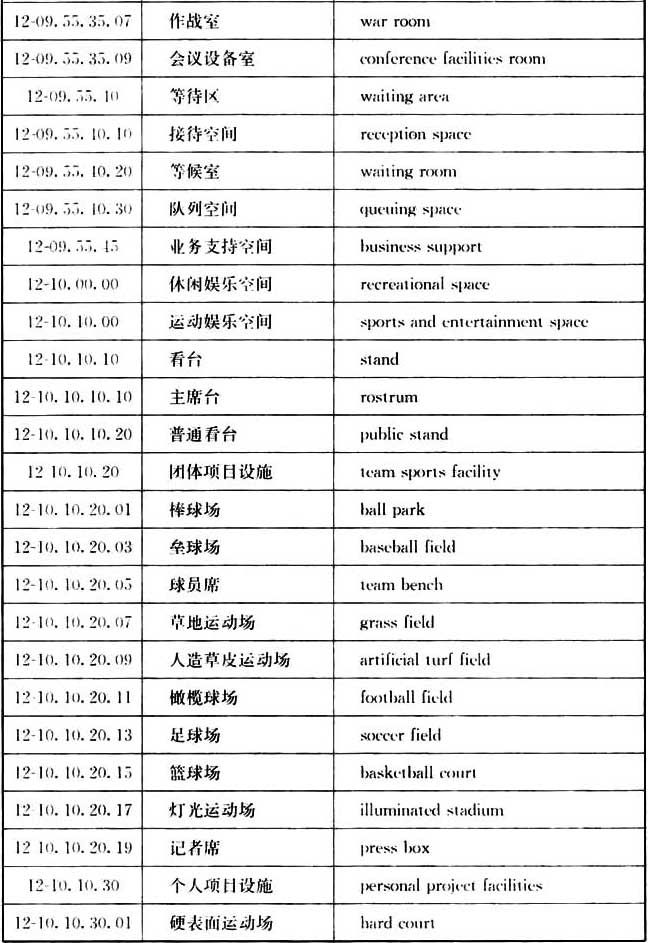 12-09.55.35.07 作战室 war room
12-09.55.35.09 会议设备室 conference facilities room
12-09.55.10 等待区 waiting area
12-09.55.10.10 接待空间 reception space
12-09.55.10.20 等候室 waiting room
12-09.55.10.30 队列空间 queuing space
12-09.55.45 业务支持空间 business support
12-10.00.00 休闲娱乐空间 recreational space
12-10.10.00 运动娱乐空间 sports and entertainment space
12-10.10.10 看台 stand
12-10.10.10.10 主席台 rostrum
12-10.10.10.20 普通看台 public stand
12-10.10.20 团体项目设施 team sports facility
12-10.10.20.01 棒球场 ball park
12-10.10.20.03 垒球场 baseball field
12-10.10.20.05 球员席 team bench
12-10.10.20.07 草地运动场 grass field
12-10.10.20.09 人造草皮运动场 artificial turf field
12-10.10.20.11 橄榄球场 football field
12-10.10.20.13 足球场 soccer field
12-10.10.20.15 篮球场 basketball court
12-10.10.20.17 灯光运动场 illuminated stadium
12-10.10.20.19 记者席 press box
12-10.10.30 个人项目设施 personal project facilities
12-10.10.30.01 硬表面运动场 hard court